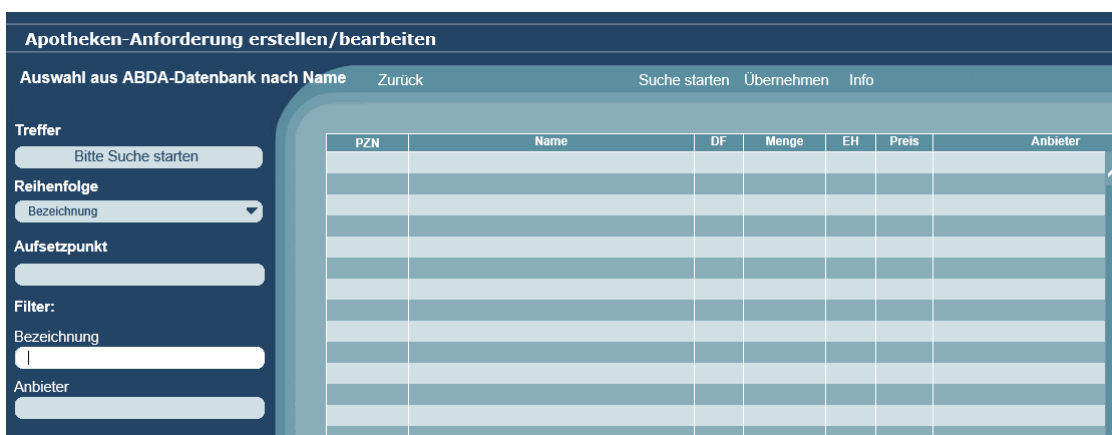 Apotheken-Anforderung erstellen/bearbeiten
Auswahl aus ABDA-Datenbank nach Name
Zurück Suche starten Übernehmen Info
Treffer
Bitte Suche starten
Reihenfolge
Bezeichnung
Aufsetzpunkt
Filter:
Bezeichnung
Anbieter
PZN Name DF Menge EH Preis Anbieter